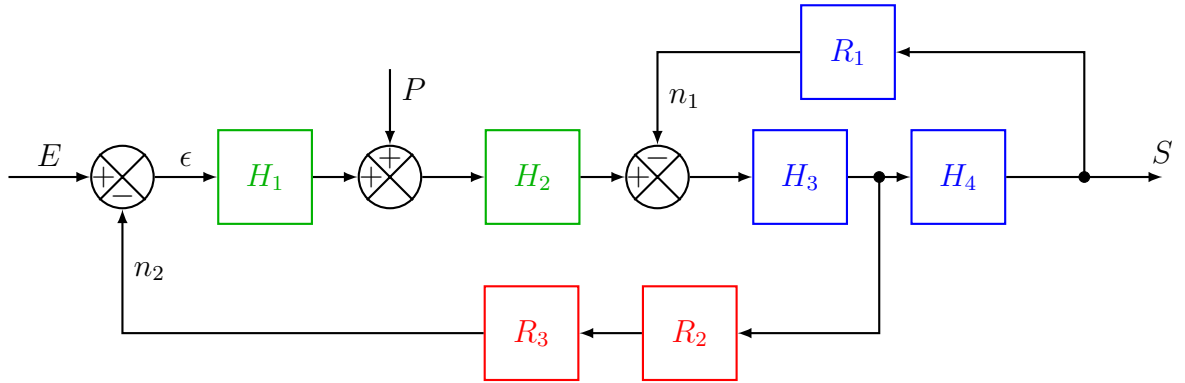 R₁
P
n₁
E
ϵ
+
−
H₁
+
+
H₂
−
+
H₃
H₄
S
n₂
R₃
R₂